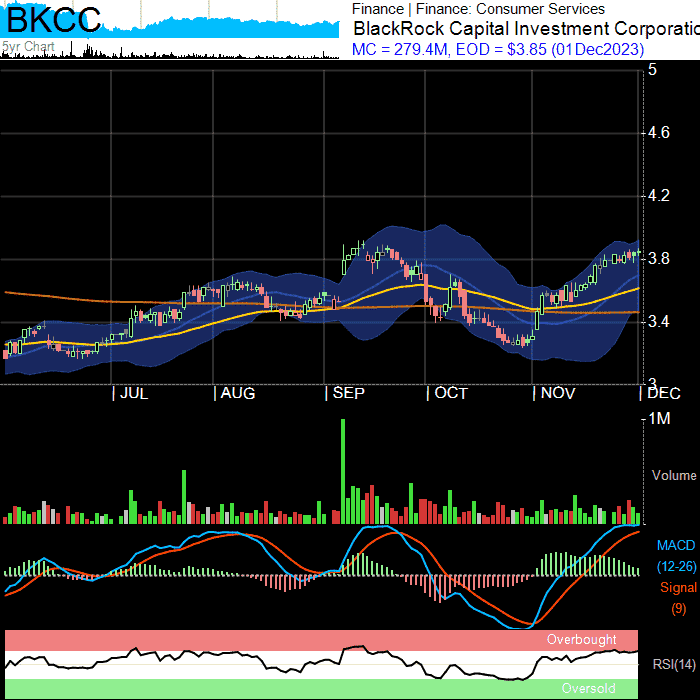 BKCC
5yr Chart
Finance | Finance: Consumer Services
BlackRock Capital Investment Corporatio
MC = 279.4M, EOD = $3.85 (01Dec2023)
5
4.6
4.2
3.8
3.4
3
JUL
AUG
SEP
OCT
NOV
DEC
1M
Volume
MACD
(12-26)
Signal
(9)
Overbought
RSI(14)
Oversold